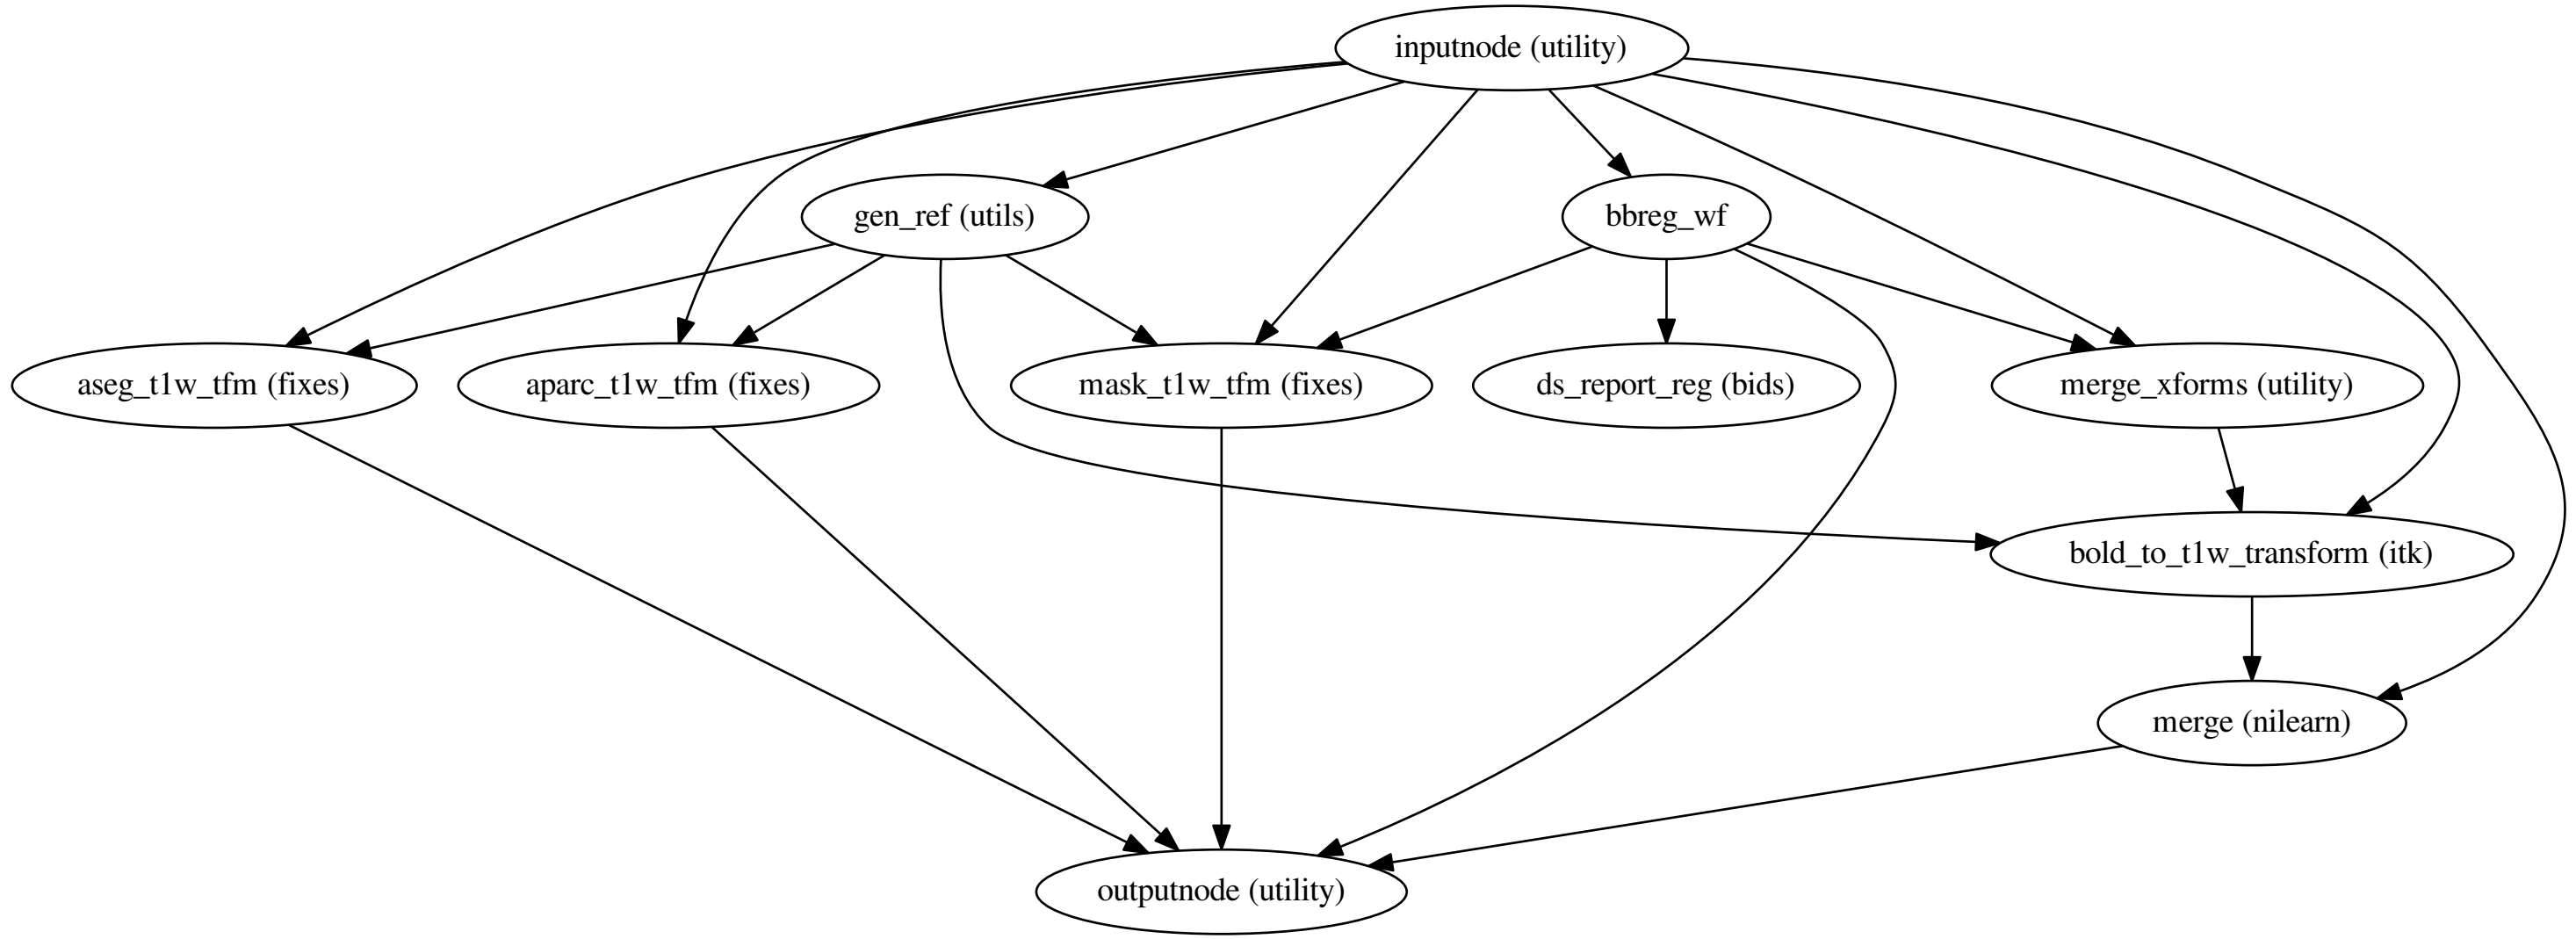 inputnode (utility)
gen_ref (utils)
bbreg_wf
aseg_t1w_tfm (fixes)
aparc_t1w_tfm (fixes)
mask_t1w_tfm (fixes)
ds_report_reg (bids)
merge_xforms (utility)
bold_to_t1w_transform (itk)
merge (nilearn)
outputnode (utility)